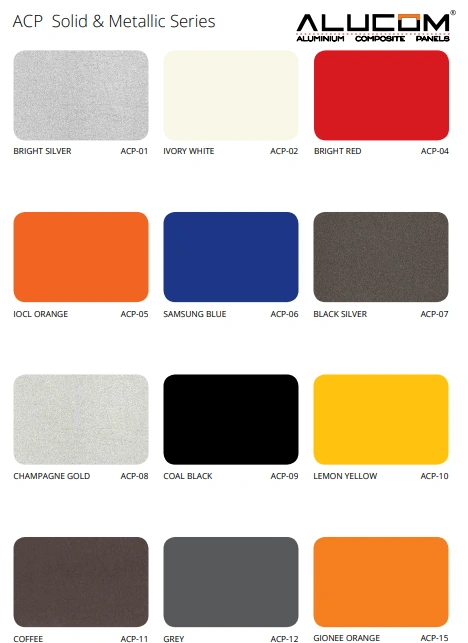 ACP Solid & Metallic Series
ALUCOM®
ALUMINIUM COMPOSITE PANELS
BRIGHT SILVER ACP-01
IVORY WHITE ACP-02
BRIGHT RED ACP-04
IOCL ORANGE ACP-05
SAMSUNG BLUE ACP-06
BLACK SILVER ACP-07
CHAMPAGNE GOLD ACP-08
COAL BLACK ACP-09
LEMON YELLOW ACP-10
COFFEE ACP-11
GREY ACP-12
GIONEE ORANGE ACP-15